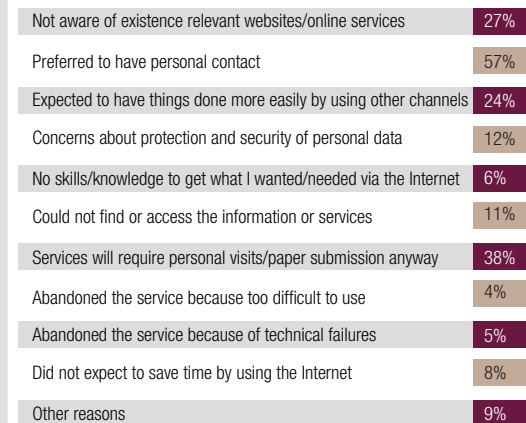 Not aware of existence relevant websites/online services 27%
Preferred to have personal contact 57%
Expected to have things done more easily by using other channels 24%
Concerns about protection and security of personal data 12%
No skills/knowledge to get what I wanted/needed via the Internet 6%
Could not find or access the information or services 11%
Services will require personal visits/paper submission anyway 38%
Abandoned the service because too difficult to use 4%
Abandoned the service because of technical failures 5%
Did not expect to save time by using the Internet 8%
Other reasons 9%